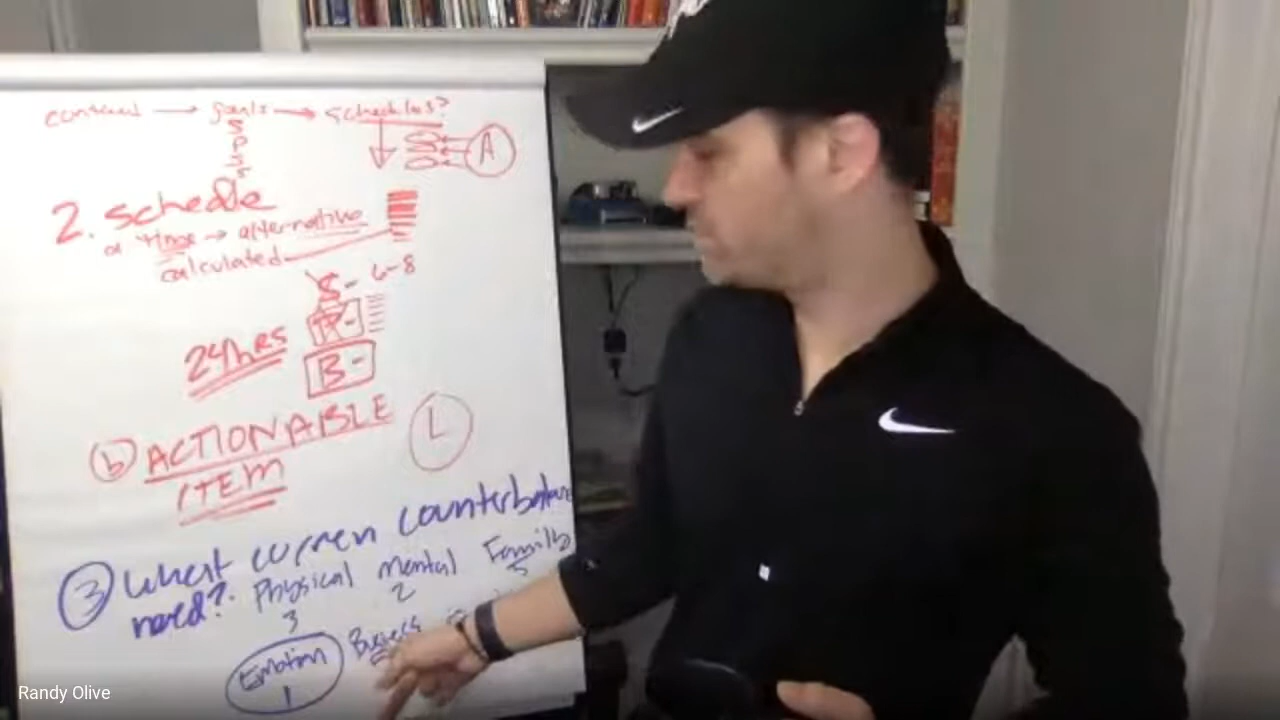 context → goals → schedules?
S
P
S
S
A
2. schedule
a time → alternative
calculated
S - 6-8
24hrs
B -
b ACTIONABLE
ITEM
L
3 What curren counterbalance
need? Physical Mental Family
3 2 5
Emotion Business
1
Randy Olive